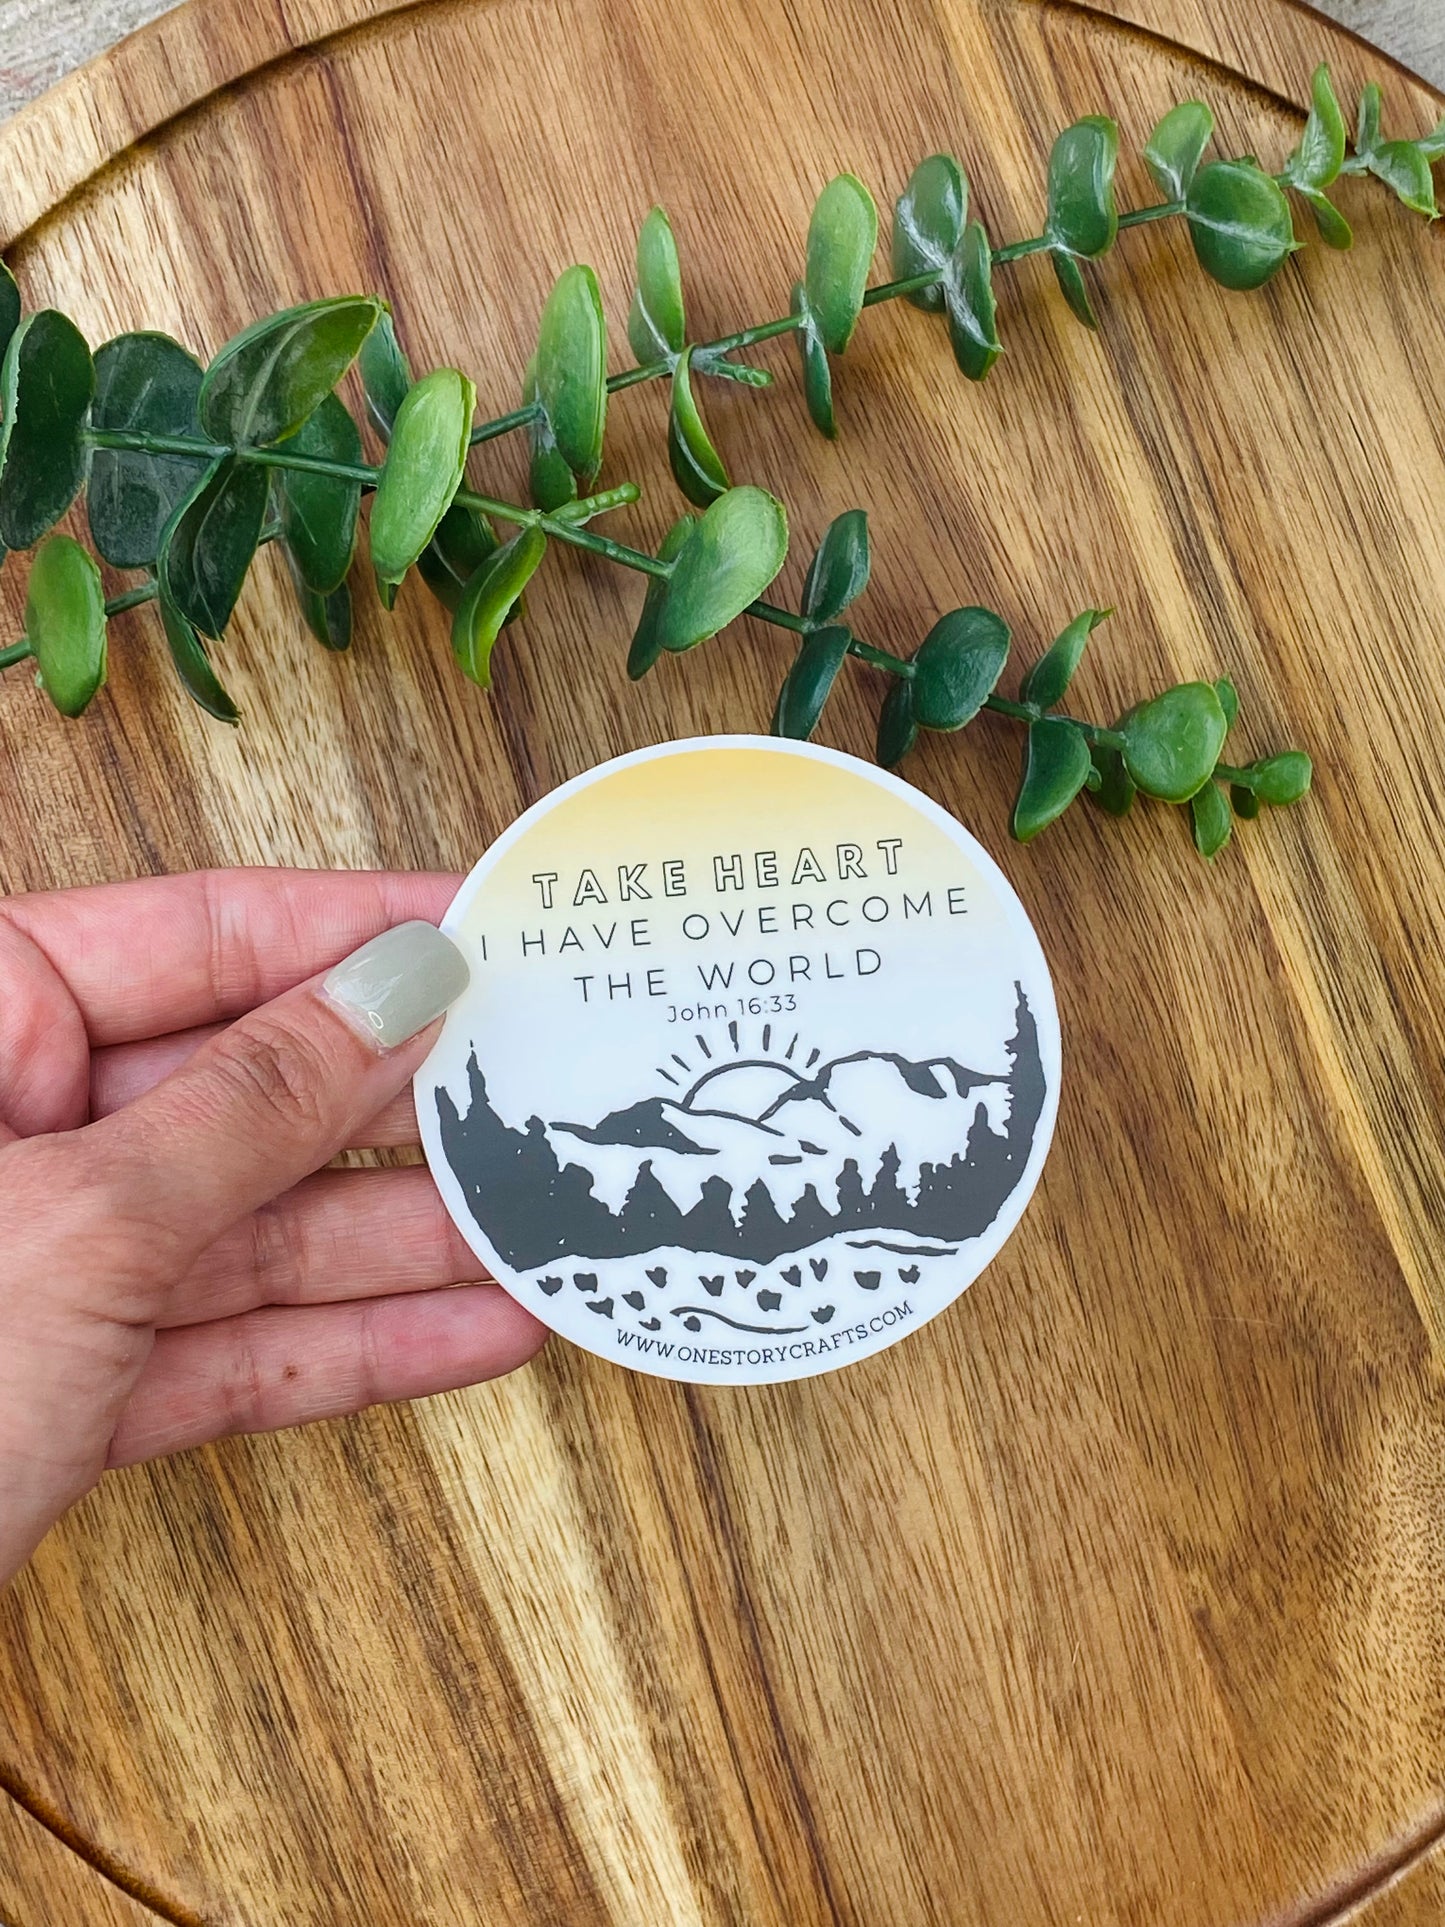 TAKE HEART
I HAVE OVERCOME
THE WORLD
John 16:33
WWW.ONESTORYCRAFTS.COM